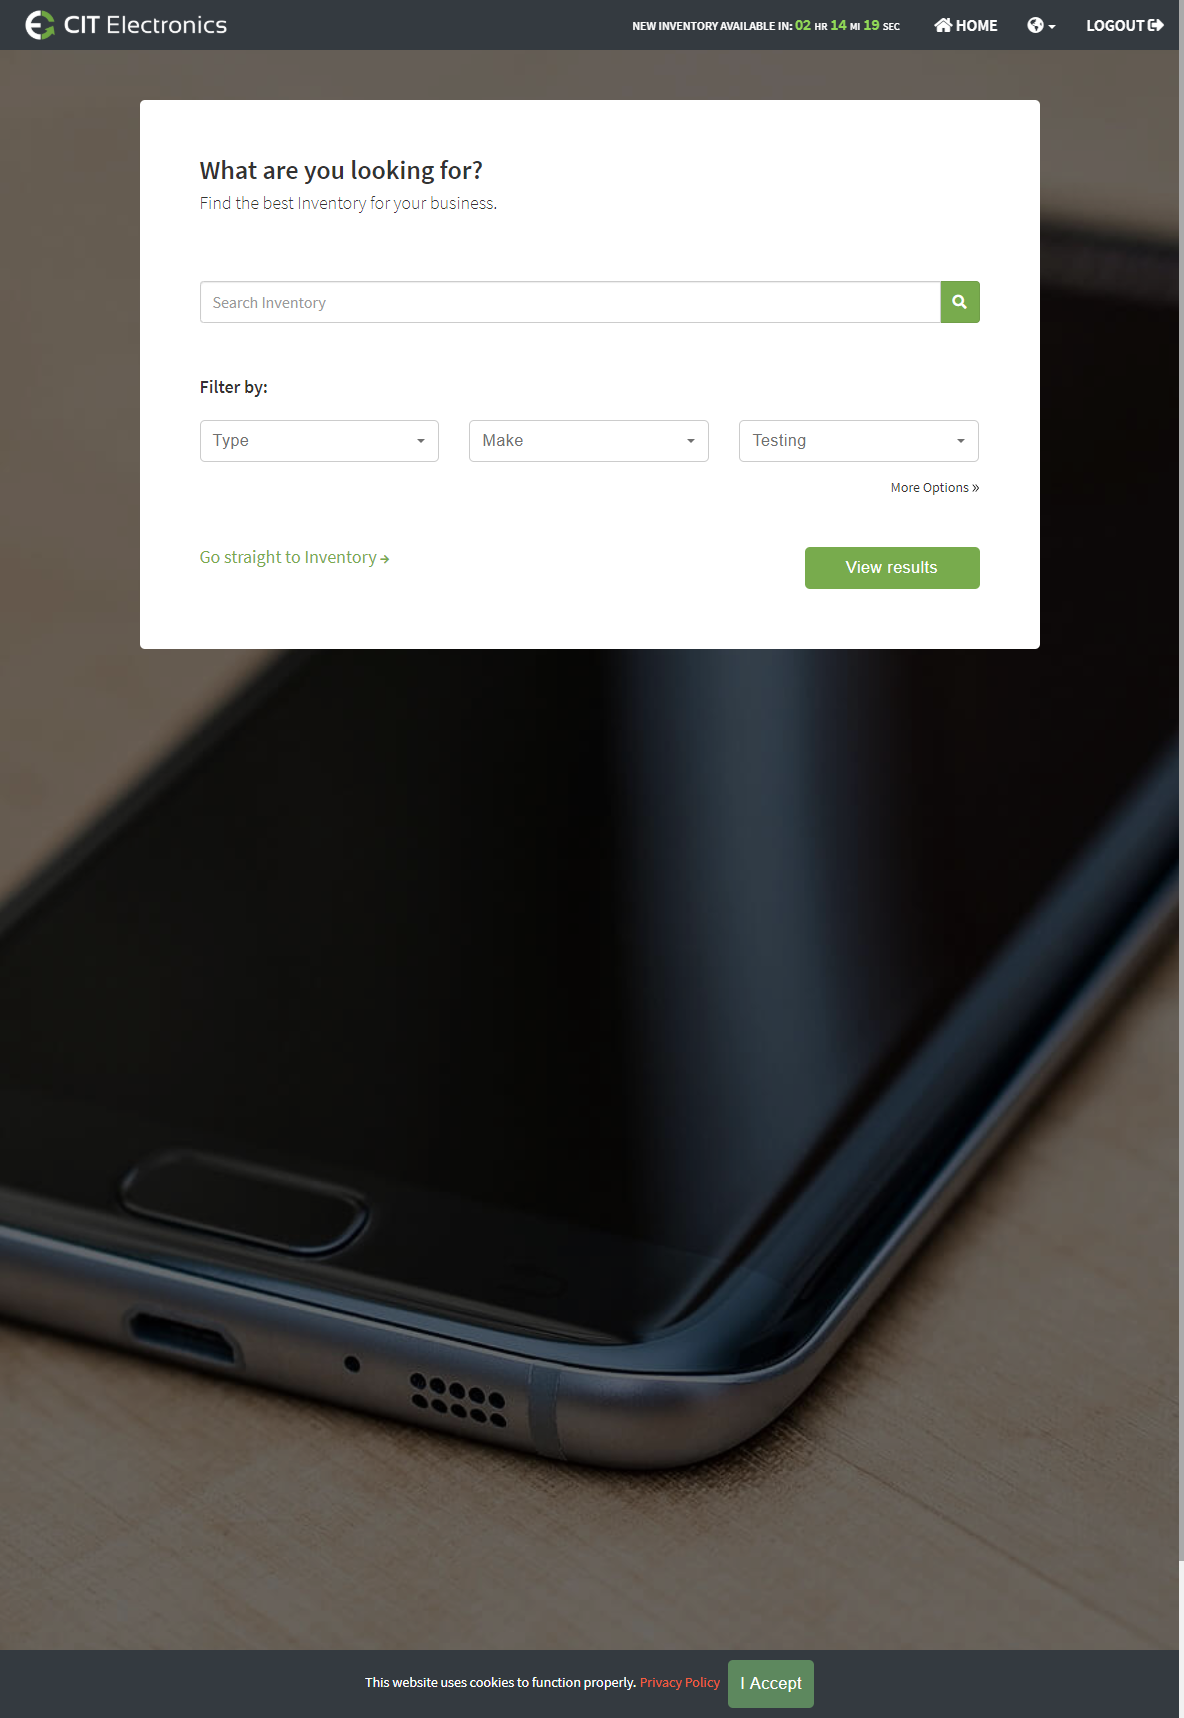 CIT Electronics
NEW INVENTORY AVAILABLE IN: 02 HR 14 MI 19 SEC
HOME
LOGOUT
What are you looking for?
Find the best Inventory for your business.
Search Inventory
Filter by:
Type
Make
Testing
More Options »
Go straight to Inventory
View results
This website uses cookies to function properly. Privacy Policy
I Accept